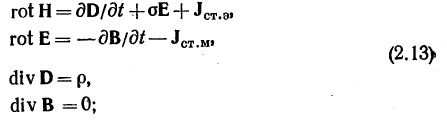 rot H = ∂D/∂t + σE + Jст.э,
rot E = —∂B/∂t — Jст.м,
(2.13)
div D = ρ,
div B = 0;